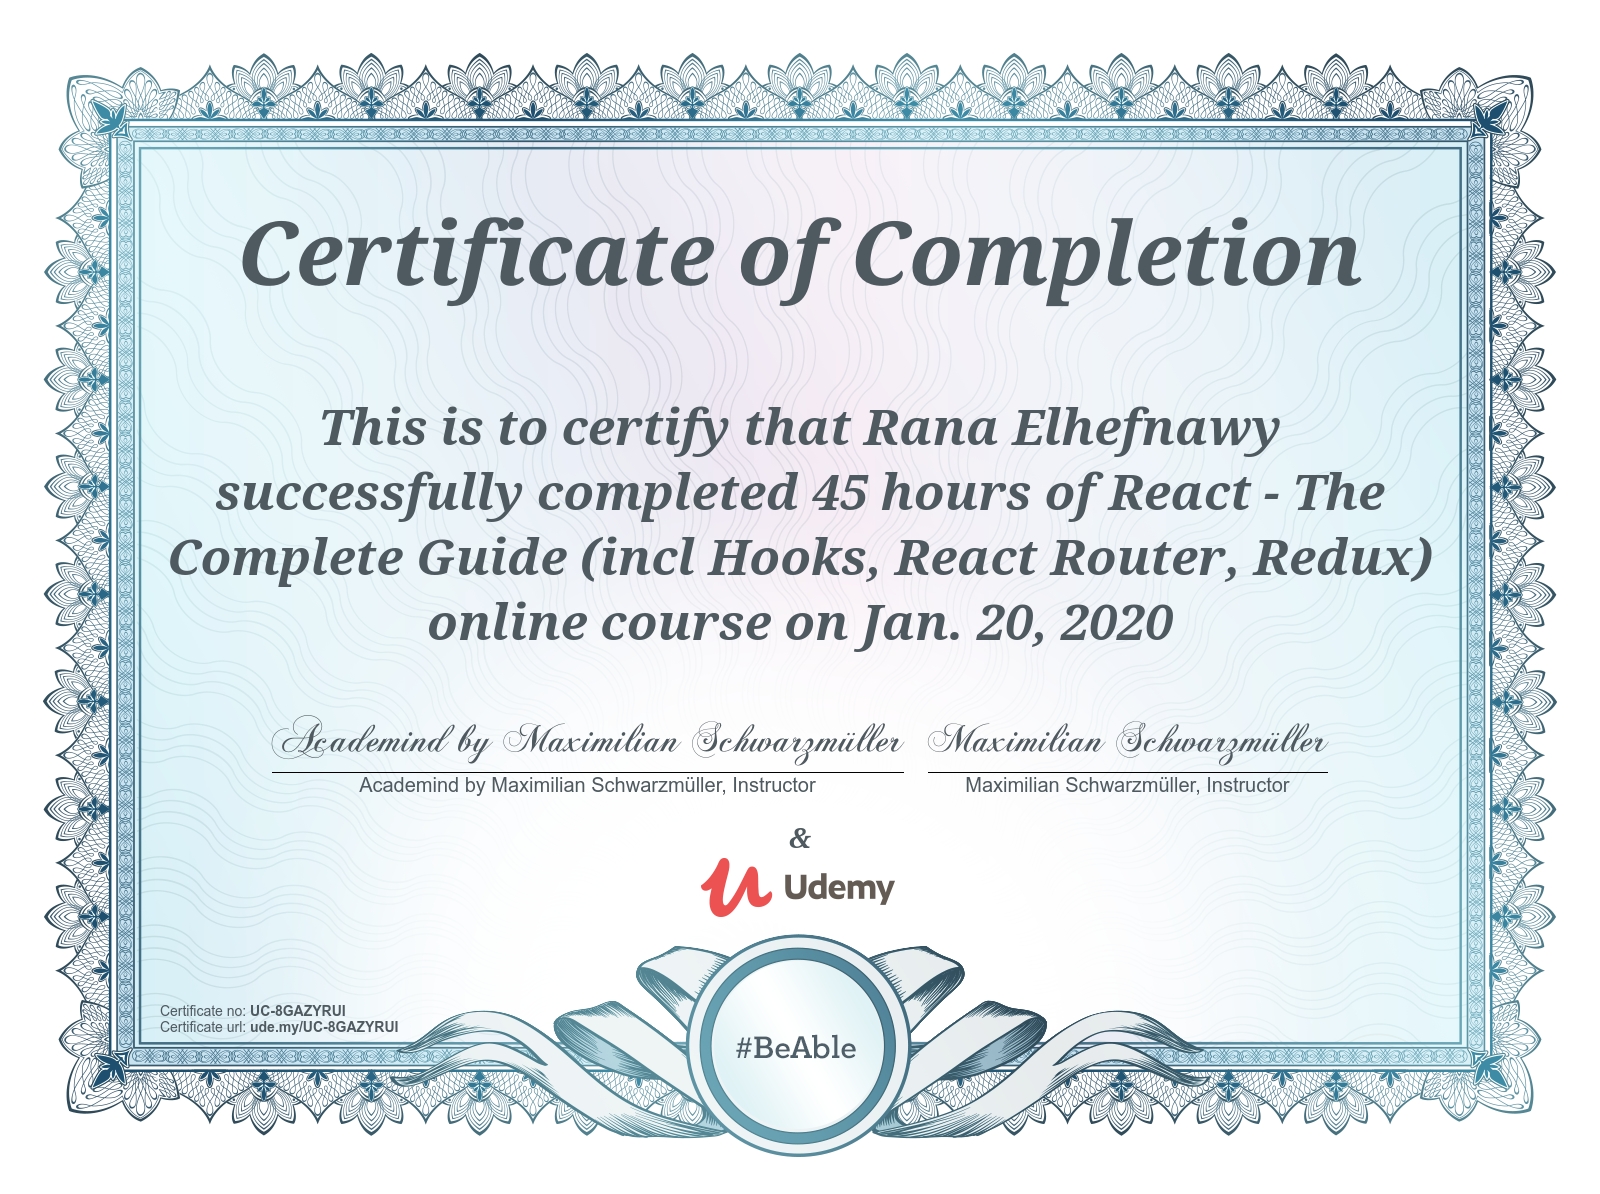 Certificate of Completion
This is to certify that Rana Elhefnawy
successfully completed 45 hours of React - The
Complete Guide (incl Hooks, React Router, Redux)
online course on Jan. 20, 2020
Academind by Maximilian Schwarzmüller Maximilian Schwarzmüller
Academind by Maximilian Schwarzmüller, Instructor Maximilian Schwarzmüller, Instructor
&
Udemy
Certificate no: UC-8GAZYRUI
Certificate url: ude.my/UC-8GAZYRUI
#BeAble